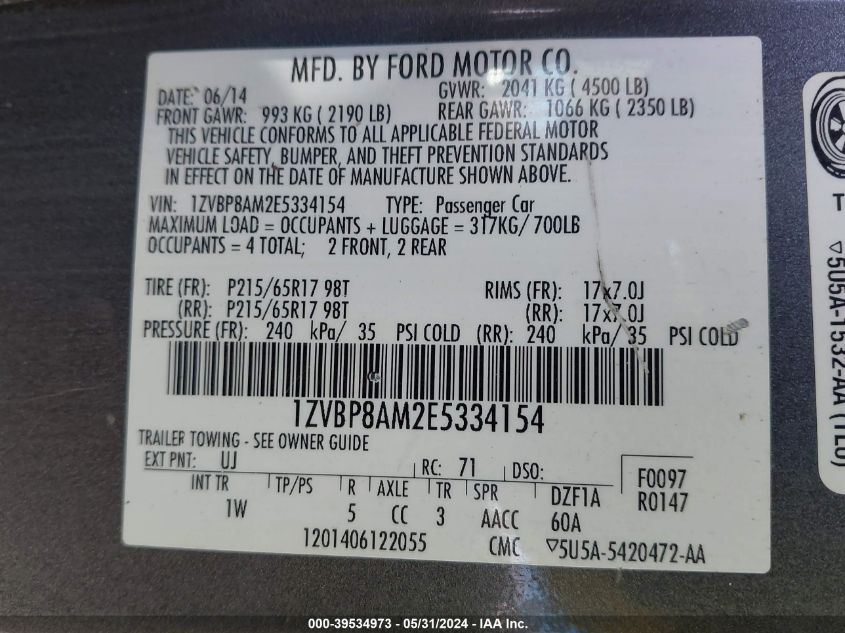 MFD. BY FORD MOTOR CO.
DATE: 06/14 GVWR: 2041 KG ( 4500 LB)
FRONT GAWR: 993 KG ( 2190 LB) REAR GAWR: 1066 KG ( 2350 LB)
THIS VEHICLE CONFORMS TO ALL APPLICABLE FEDERAL MOTOR
VEHICLE SAFETY, BUMPER, AND THEFT PREVENTION STANDARDS
IN EFFECT ON THE DATE OF MANUFACTURE SHOWN ABOVE.
VIN: 1ZVBP8AM2E5334154 TYPE: Passenger Car
MAXIMUM LOAD = OCCUPANTS + LUGGAGE = 317KG/ 700LB
OCCUPANTS = 4 TOTAL; 2 FRONT, 2 REAR
TIRE (FR): P215/65R17 98T RIMS (FR): 17x7.0J
(RR): P215/65R17 98T (RR): 17x7.0J
PRESSURE (FR): 240 kPa/ 35 PSI COLD (RR): 240 kPa/ 35 PSI COLD
1ZVBP8AM2E5334154
TRAILER TOWING - SEE OWNER GUIDE
EXT PNT: UJ RC: 71 DSO: F0097
INT TR TP/PS R AXLE TR SPR DZF1A R0147
1W 5 CC 3 AACC 60A
1201406122055 CMC ▽5U5A-5420472-AA
T
▽5U5A-1532-AA (TEO)
000-39534973 - 05/31/2024 - IAA Inc.